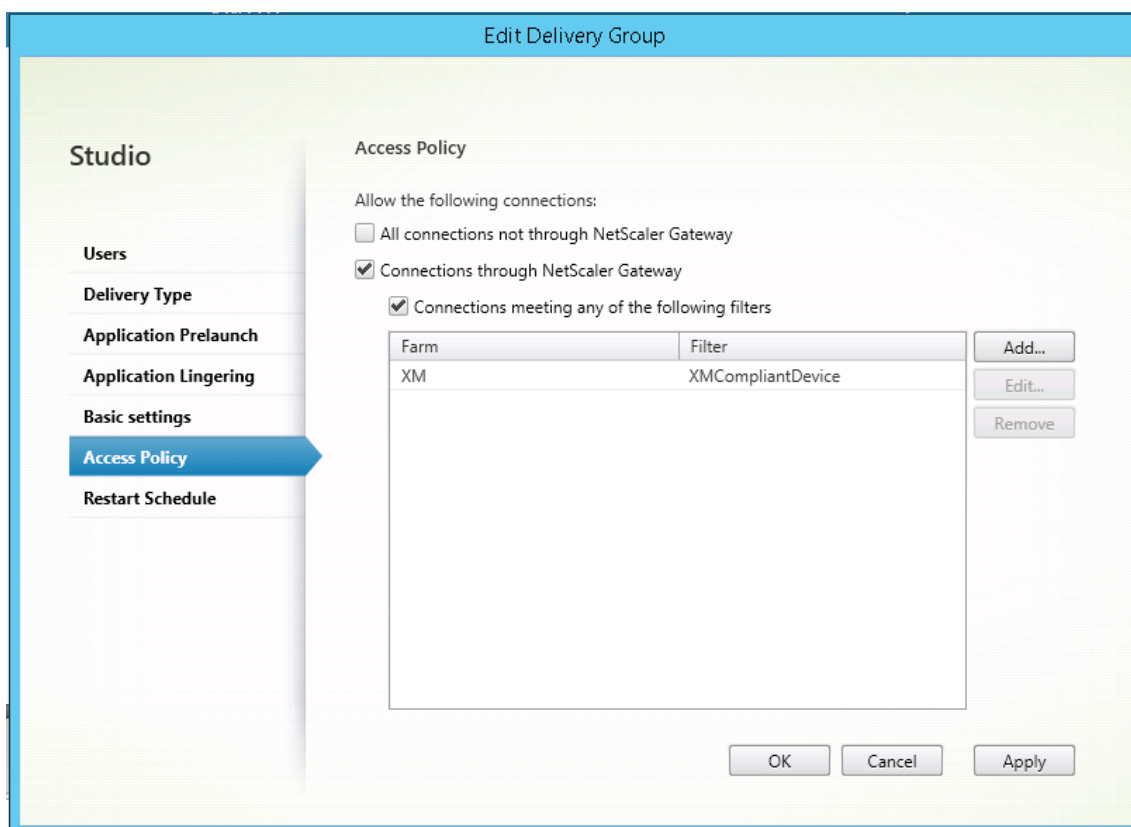 Edit Delivery Group
Studio
Users
Delivery Type
Application Prelaunch
Application Lingering
Basic settings
Access Policy
Restart Schedule
Access Policy
Allow the following connections:
All connections not through NetScaler Gateway
Connections through NetScaler Gateway
Connections meeting any of the following filters
Farm Filter
XM XMCompliantDevice
Add...
Edit...
Remove
OK Cancel Apply